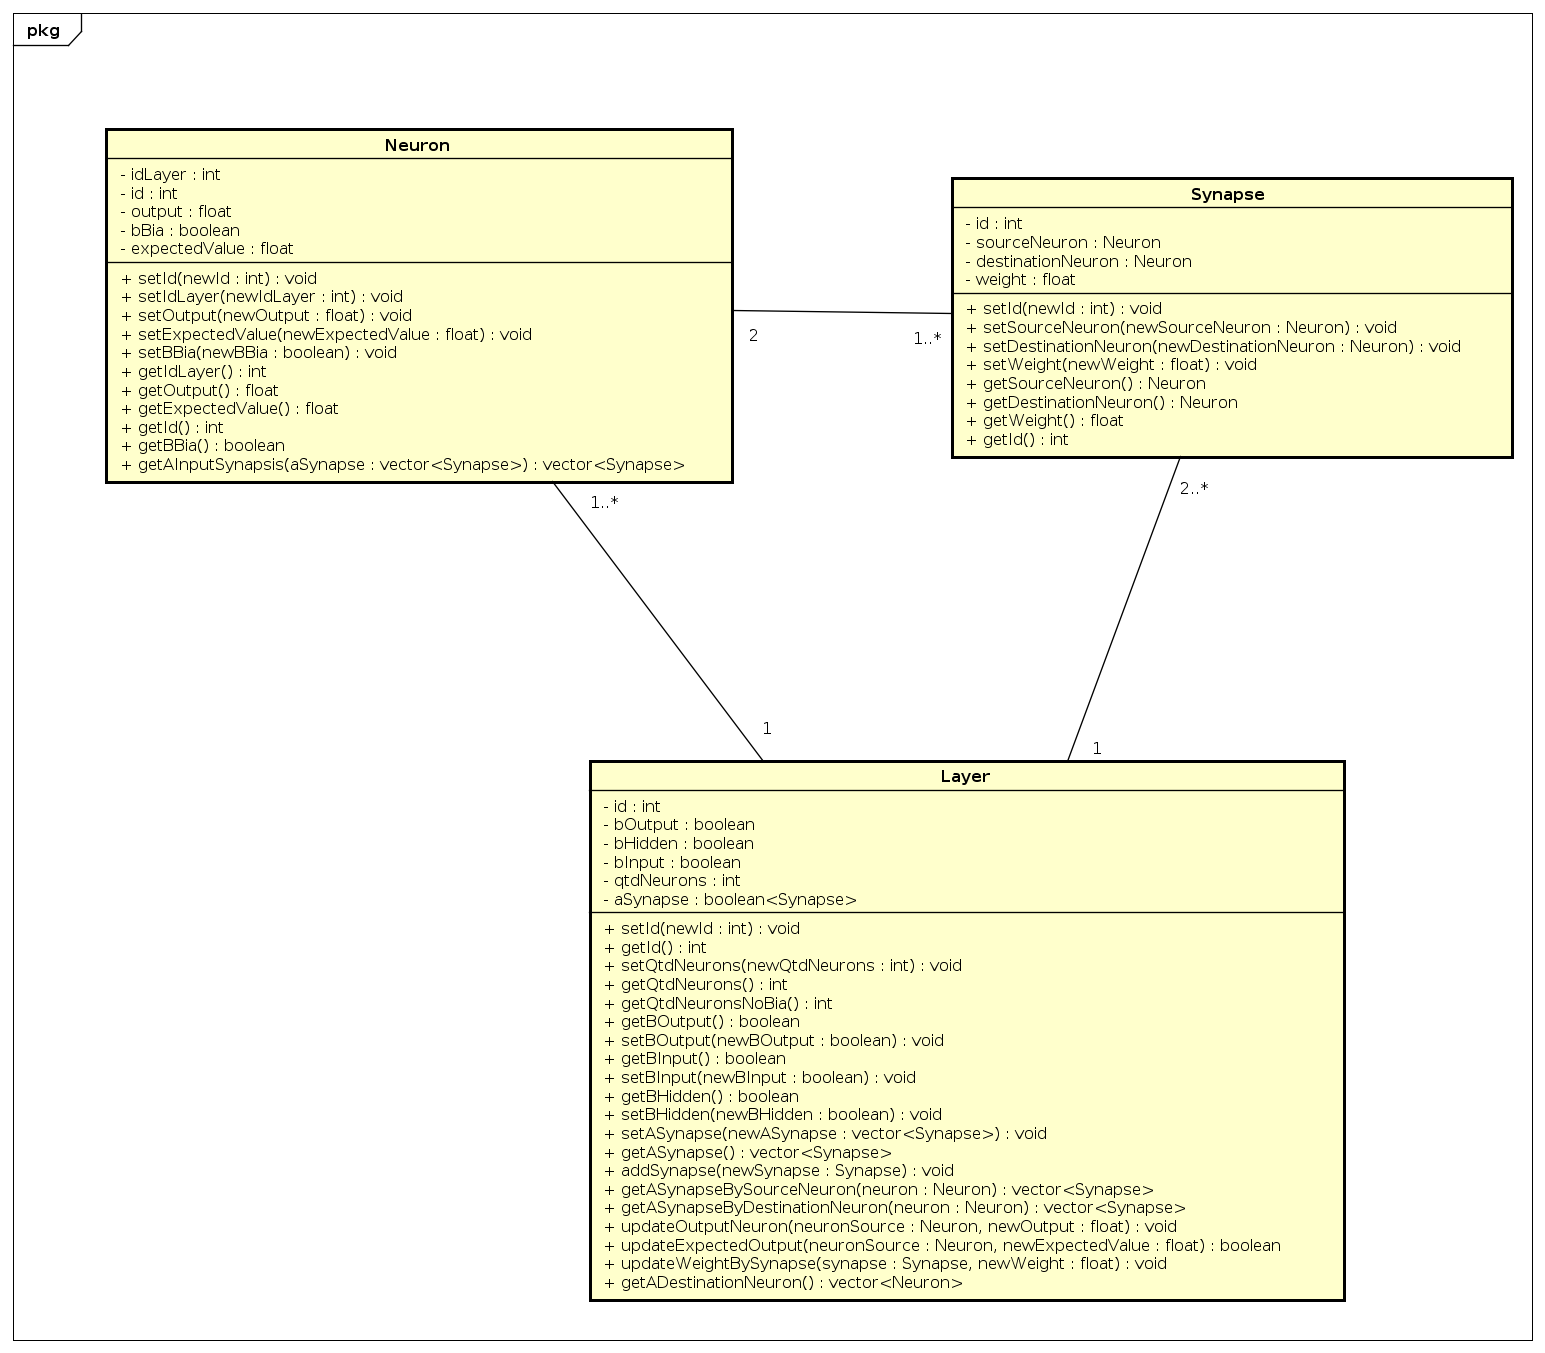 pkg
Neuron
- idLayer : int
- id : int
- output : float
- bBia : boolean
- expectedValue : float
+ setId(newId : int) : void
+ setIdLayer(newIdLayer : int) : void
+ setOutput(newOutput : float) : void
+ setExpectedValue(newExpectedValue : float) : void
+ setBBia(newBBia : boolean) : void
+ getIdLayer() : int
+ getOutput() : float
+ getExpectedValue() : float
+ getId() : int
+ getBBia() : boolean
+ getAInputSynapsis(aSynapse : vector<Synapse>) : vector<Synapse>
2
1..*
Synapse
- id : int
- sourceNeuron : Neuron
- destinationNeuron : Neuron
- weight : float
+ setId(newId : int) : void
+ setSourceNeuron(newSourceNeuron : Neuron) : void
+ setDestinationNeuron(newDestinationNeuron : Neuron) : void
+ setWeight(newWeight : float) : void
+ getSourceNeuron() : Neuron
+ getDestinationNeuron() : Neuron
+ getWeight() : float
+ getId() : int
1..*
2..*
1
1
Layer
- id : int
- bOutput : boolean
- bHidden : boolean
- bInput : boolean
- qtdNeurons : int
- aSynapse : boolean<Synapse>
+ setId(newId : int) : void
+ getId() : int
+ setQtdNeurons(newQtdNeurons : int) : void
+ getQtdNeurons() : int
+ getQtdNeuronsNoBia() : int
+ getBOutput() : boolean
+ setBOutput(newBOutput : boolean) : void
+ getBInput() : boolean
+ setBInput(newBInput : boolean) : void
+ getBHidden() : boolean
+ setBHidden(newBHidden : boolean) : void
+ setASynapse(newASynapse : vector<Synapse>) : void
+ getASynapse() : vector<Synapse>
+ addSynapse(newSynapse : Synapse) : void
+ getASynapseBySourceNeuron(neuron : Neuron) : vector<Synapse>
+ getASynapseByDestinationNeuron(neuron : Neuron) : vector<Synapse>
+ updateOutputNeuron(neuronSource : Neuron, newOutput : float) : void
+ updateExpectedOutput(neuronSource : Neuron, newExpectedValue : float) : boolean
+ updateWeightBySynapse(synapse : Synapse, newWeight : float) : void
+ getADestinationNeuron() : vector<Neuron>